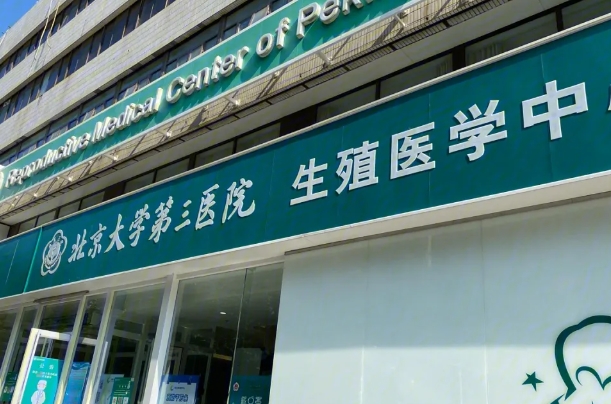 Reproductive Medical Center of Pek
北京大学第三医院 生殖医学中